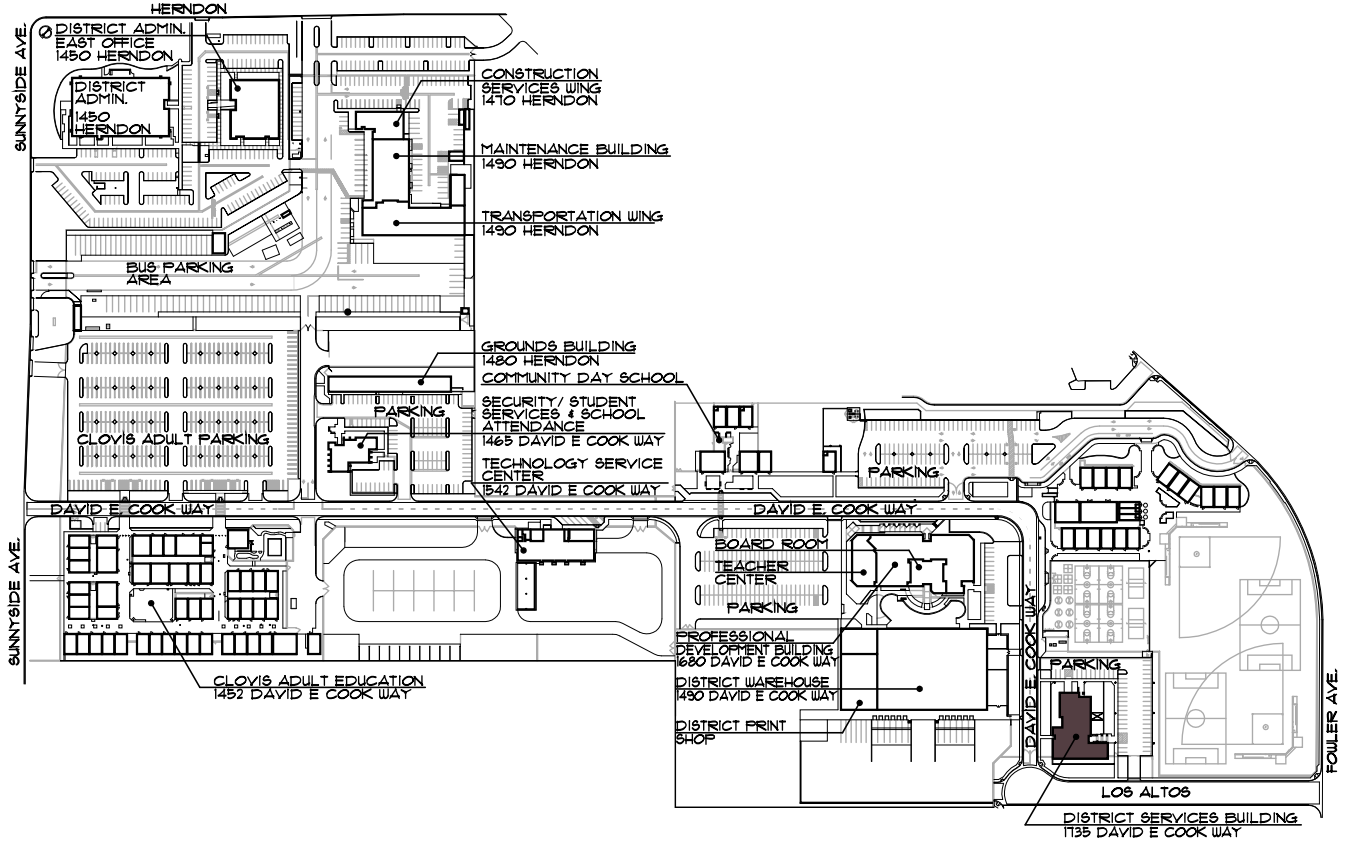 HERNDON
SUNNYSIDE AVE.
DISTRICT ADMIN.
EAST OFFICE
1450 HERNDON
DISTRICT
ADMIN.
1450
HERNDON
CONSTRUCTION
SERVICES WING
1470 HERNDON
MAINTENANCE BUILDING
1490 HERNDON
TRANSPORTATION WING
1490 HERNDON
BUS PARKING
AREA
GROUNDS BUILDING
1480 HERNDON
COMMUNITY DAY SCHOOL
SECURITY/ STUDENT
SERVICES & SCHOOL
ATTENDANCE
1465 DAVID E COOK WAY
PARKING
CLOVIS ADULT PARKING
TECHNOLOGY SERVICE
CENTER
1542 DAVID E COOK WAY
PARKING
DAVID E. COOK WAY
DAVID E. COOK WAY
SUNNYSIDE AVE.
BOARD ROOM
TEACHER
CENTER
PARKING
PROFESSIONAL
DEVELOPMENT BUILDING
1680 DAVID E COOK WAY
DISTRICT WAREHOUSE
1490 DAVID E COOK WAY
DISTRICT PRINT
SHOP
CLOVIS ADULT EDUCATION
1452 DAVID E COOK WAY
DAVID E. COOK WAY
PARKING
FOWLER AVE.
LOS ALTOS
DISTRICT SERVICES BUILDING
1735 DAVID E COOK WAY